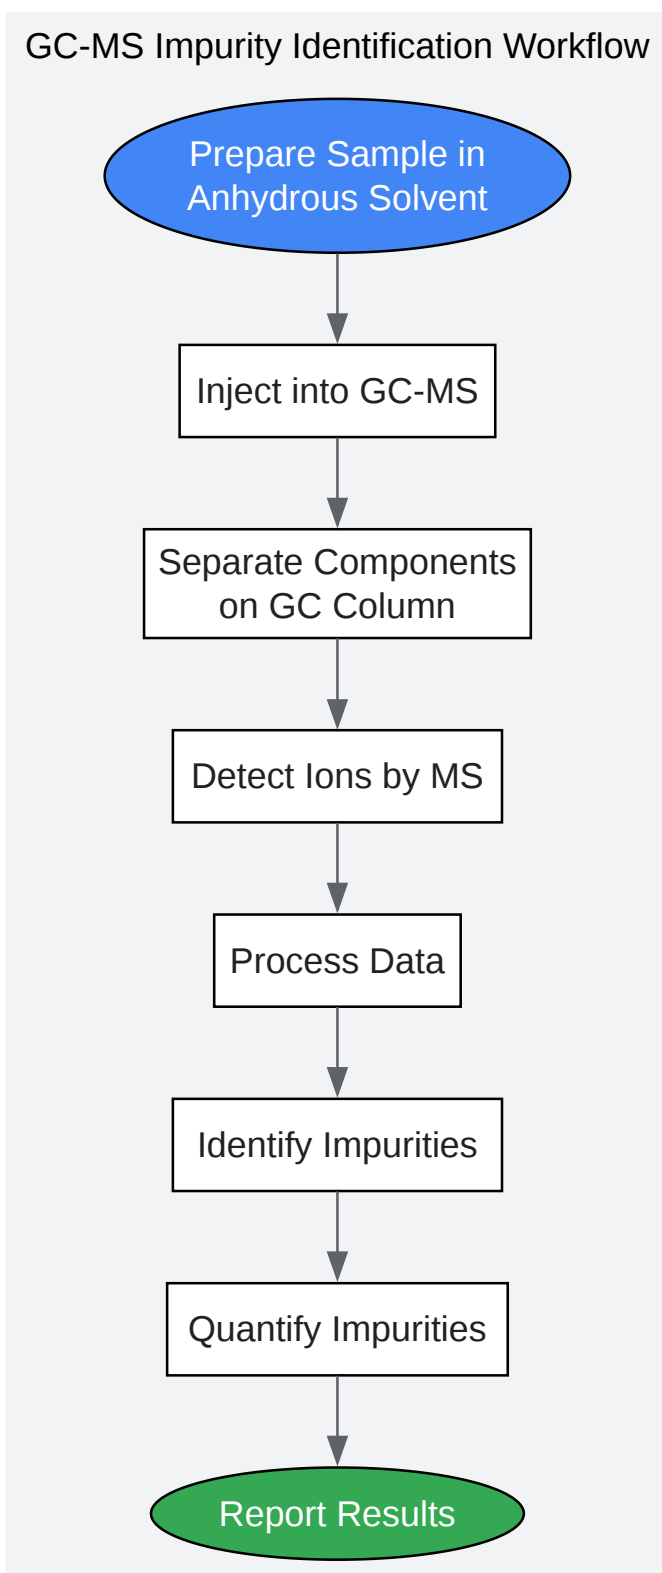 GC-MS Impurity Identification Workflow
Prepare Sample in
Anhydrous Solvent
Inject into GC-MS
Separate Components
on GC Column
Detect Ions by MS
Process Data
Identify Impurities
Quantify Impurities
Report Results